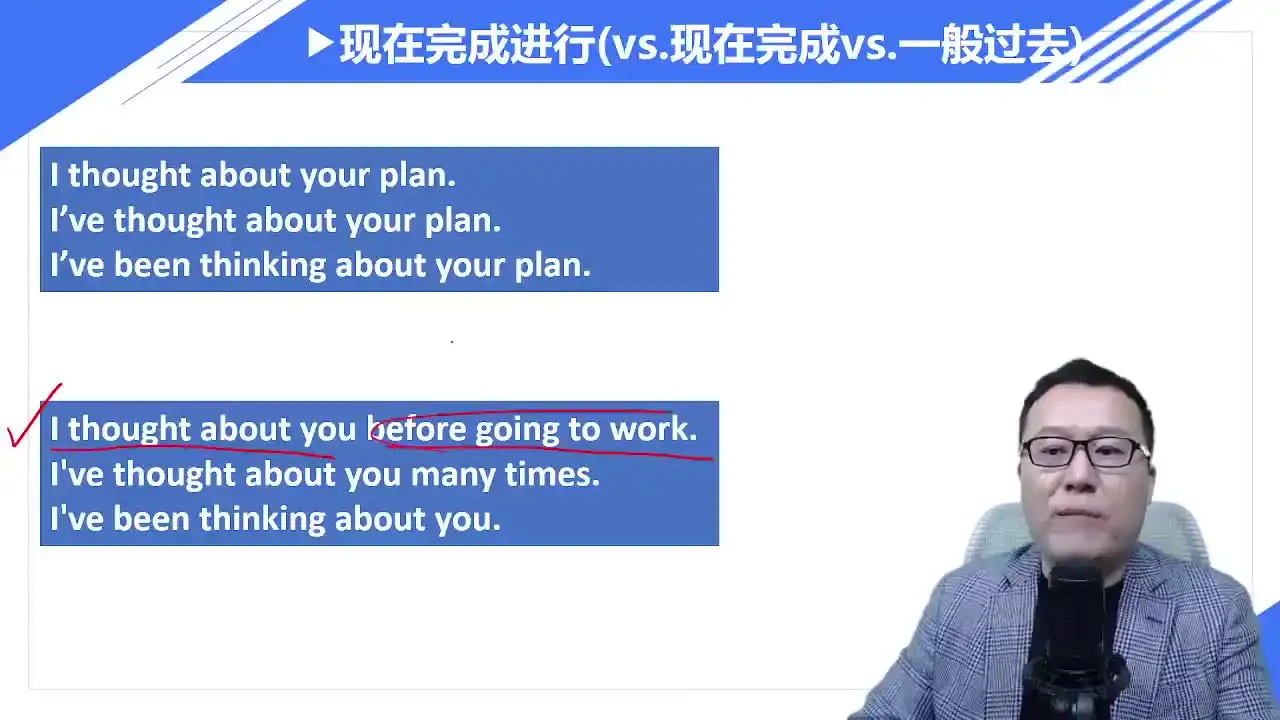 ▶现在完成进行(vs.现在完成vs.一般过去)
I thought about your plan.
I’ve thought about your plan.
I’ve been thinking about your plan.
I thought about you before going to work.
I've thought about you many times.
I've been thinking about you.